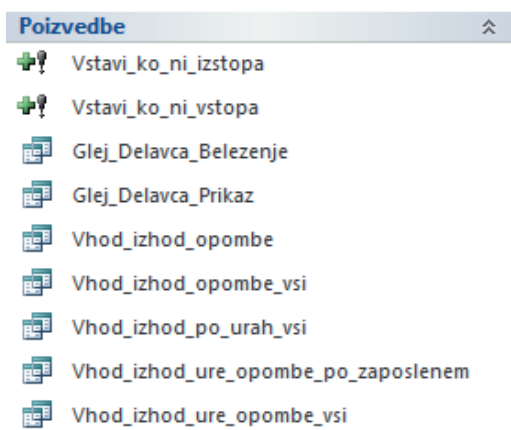 Poizvedbe
Vstavi_ko_ni_izstopa
Vstavi_ko_ni_vstopa
Glej_Delavca_Belezenje
Glej_Delavca_Prikaz
Vhod_izhod_opombe
Vhod_izhod_opombe_vsi
Vhod_izhod_po_urah_vsi
Vhod_izhod_ure_opombe_po_zaposlenem
Vhod_izhod_ure_opombe_vsi